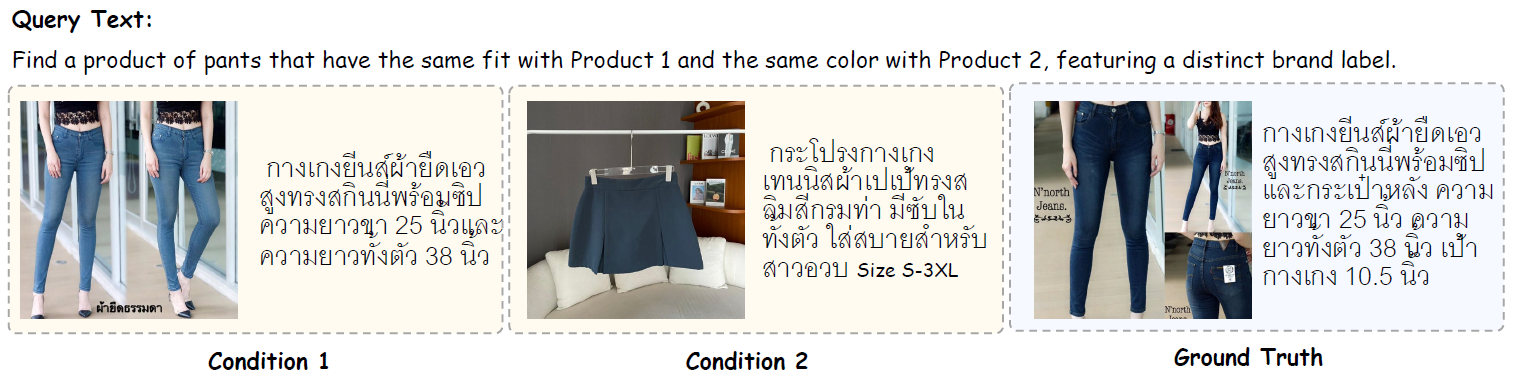 Query Text:
Find a product of pants that have the same fit with Product 1 and the same color with Product 2, featuring a distinct brand label.
กางเกงยีนส์ผ้ายืดเอว
สูงทรงสกินนี่พร้อมซิป
ความยาวขา 25 นิ้วและ
ความยาวทั้งตัว 38 นิ้ว
ผ้ายืดธรรมดา
Condition 1
กระโปรงกางเกง
เทนนิสผ้าเปเป้ทรงส
ลิมสีกรมท่า มีซับใน
ทั้งตัว ใส่สบายสำหรับ
สาวอวบ Size S-3XL
Condition 2
N'north
Jeans.
N'north
Jeans.
N'north
Jeans.
กางเกงยีนส์ผ้ายืดเอว
สูงทรงสกินนี่พร้อมซิป
และกระเป๋าหลัง ความ
ยาวขา 25 นิ้ว ความ
ยาวทั้งตัว 38 นิ้ว เป้า
กางเกง 10.5 นิ้ว
Ground Truth